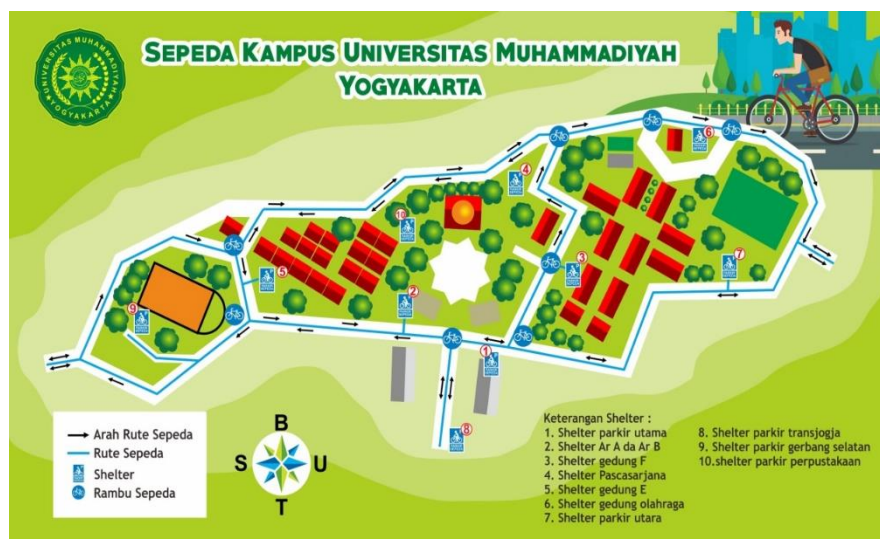 SEPEDA KAMPUS UNIVERSITAS MUHAMMADIYAH
YOGYAKARTA
UNIVERSITAS MUHAMMADIYAH
YOGYAKARTA
6
4
10
7
3
5
2
9
1
8
Arah Rute Sepeda
Rute Sepeda
Shelter
Rambu Sepeda
B
S U
T
Keterangan Shelter :
1. Shelter parkir utama
2. Shelter Ar A da Ar B
3. Shelter gedung F
4. Shelter Pascasarjana
5. Shelter gedung E
6. Shelter gedung olahraga
7. Shelter parkir utara
8. Shelter parkir transjogja
9. Shelter parkir gerbang selatan
10.shelter parkir perpustakaan